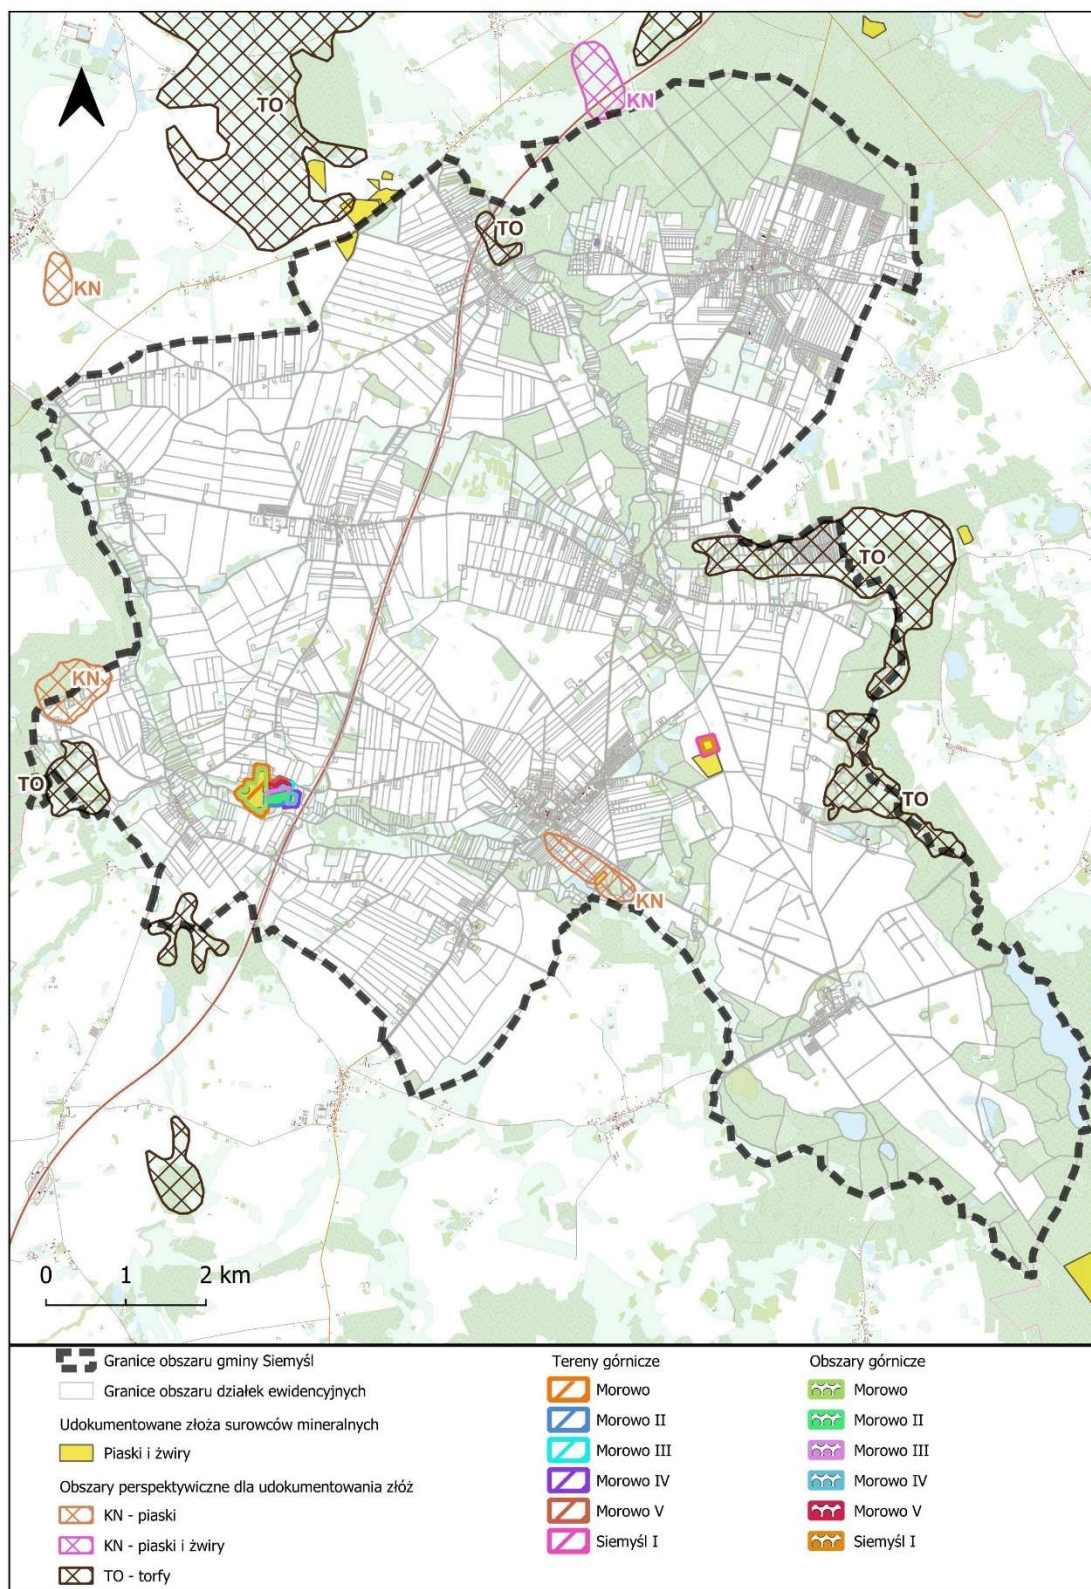 TO
KN
TO
KN
TO
KN
TO
TO
KN
0 1 2 km
Granice obszaru gminy Siemyśl
Granice obszaru działek ewidencyjnych
Udokumentowane złoża surowców mineralnych
Piaski i żwiry
Obszary perspektywiczne dla udokumentowania złóż
KN - piaski
KN - piaski i żwiry
TO - torfy
Tereny górnicze
Morowo
Morowo II
Morowo III
Morowo IV
Morowo V
Siemyśl I
Obszary górnicze
Morowo
Morowo II
Morowo III
Morowo IV
Morowo V
Siemyśl I